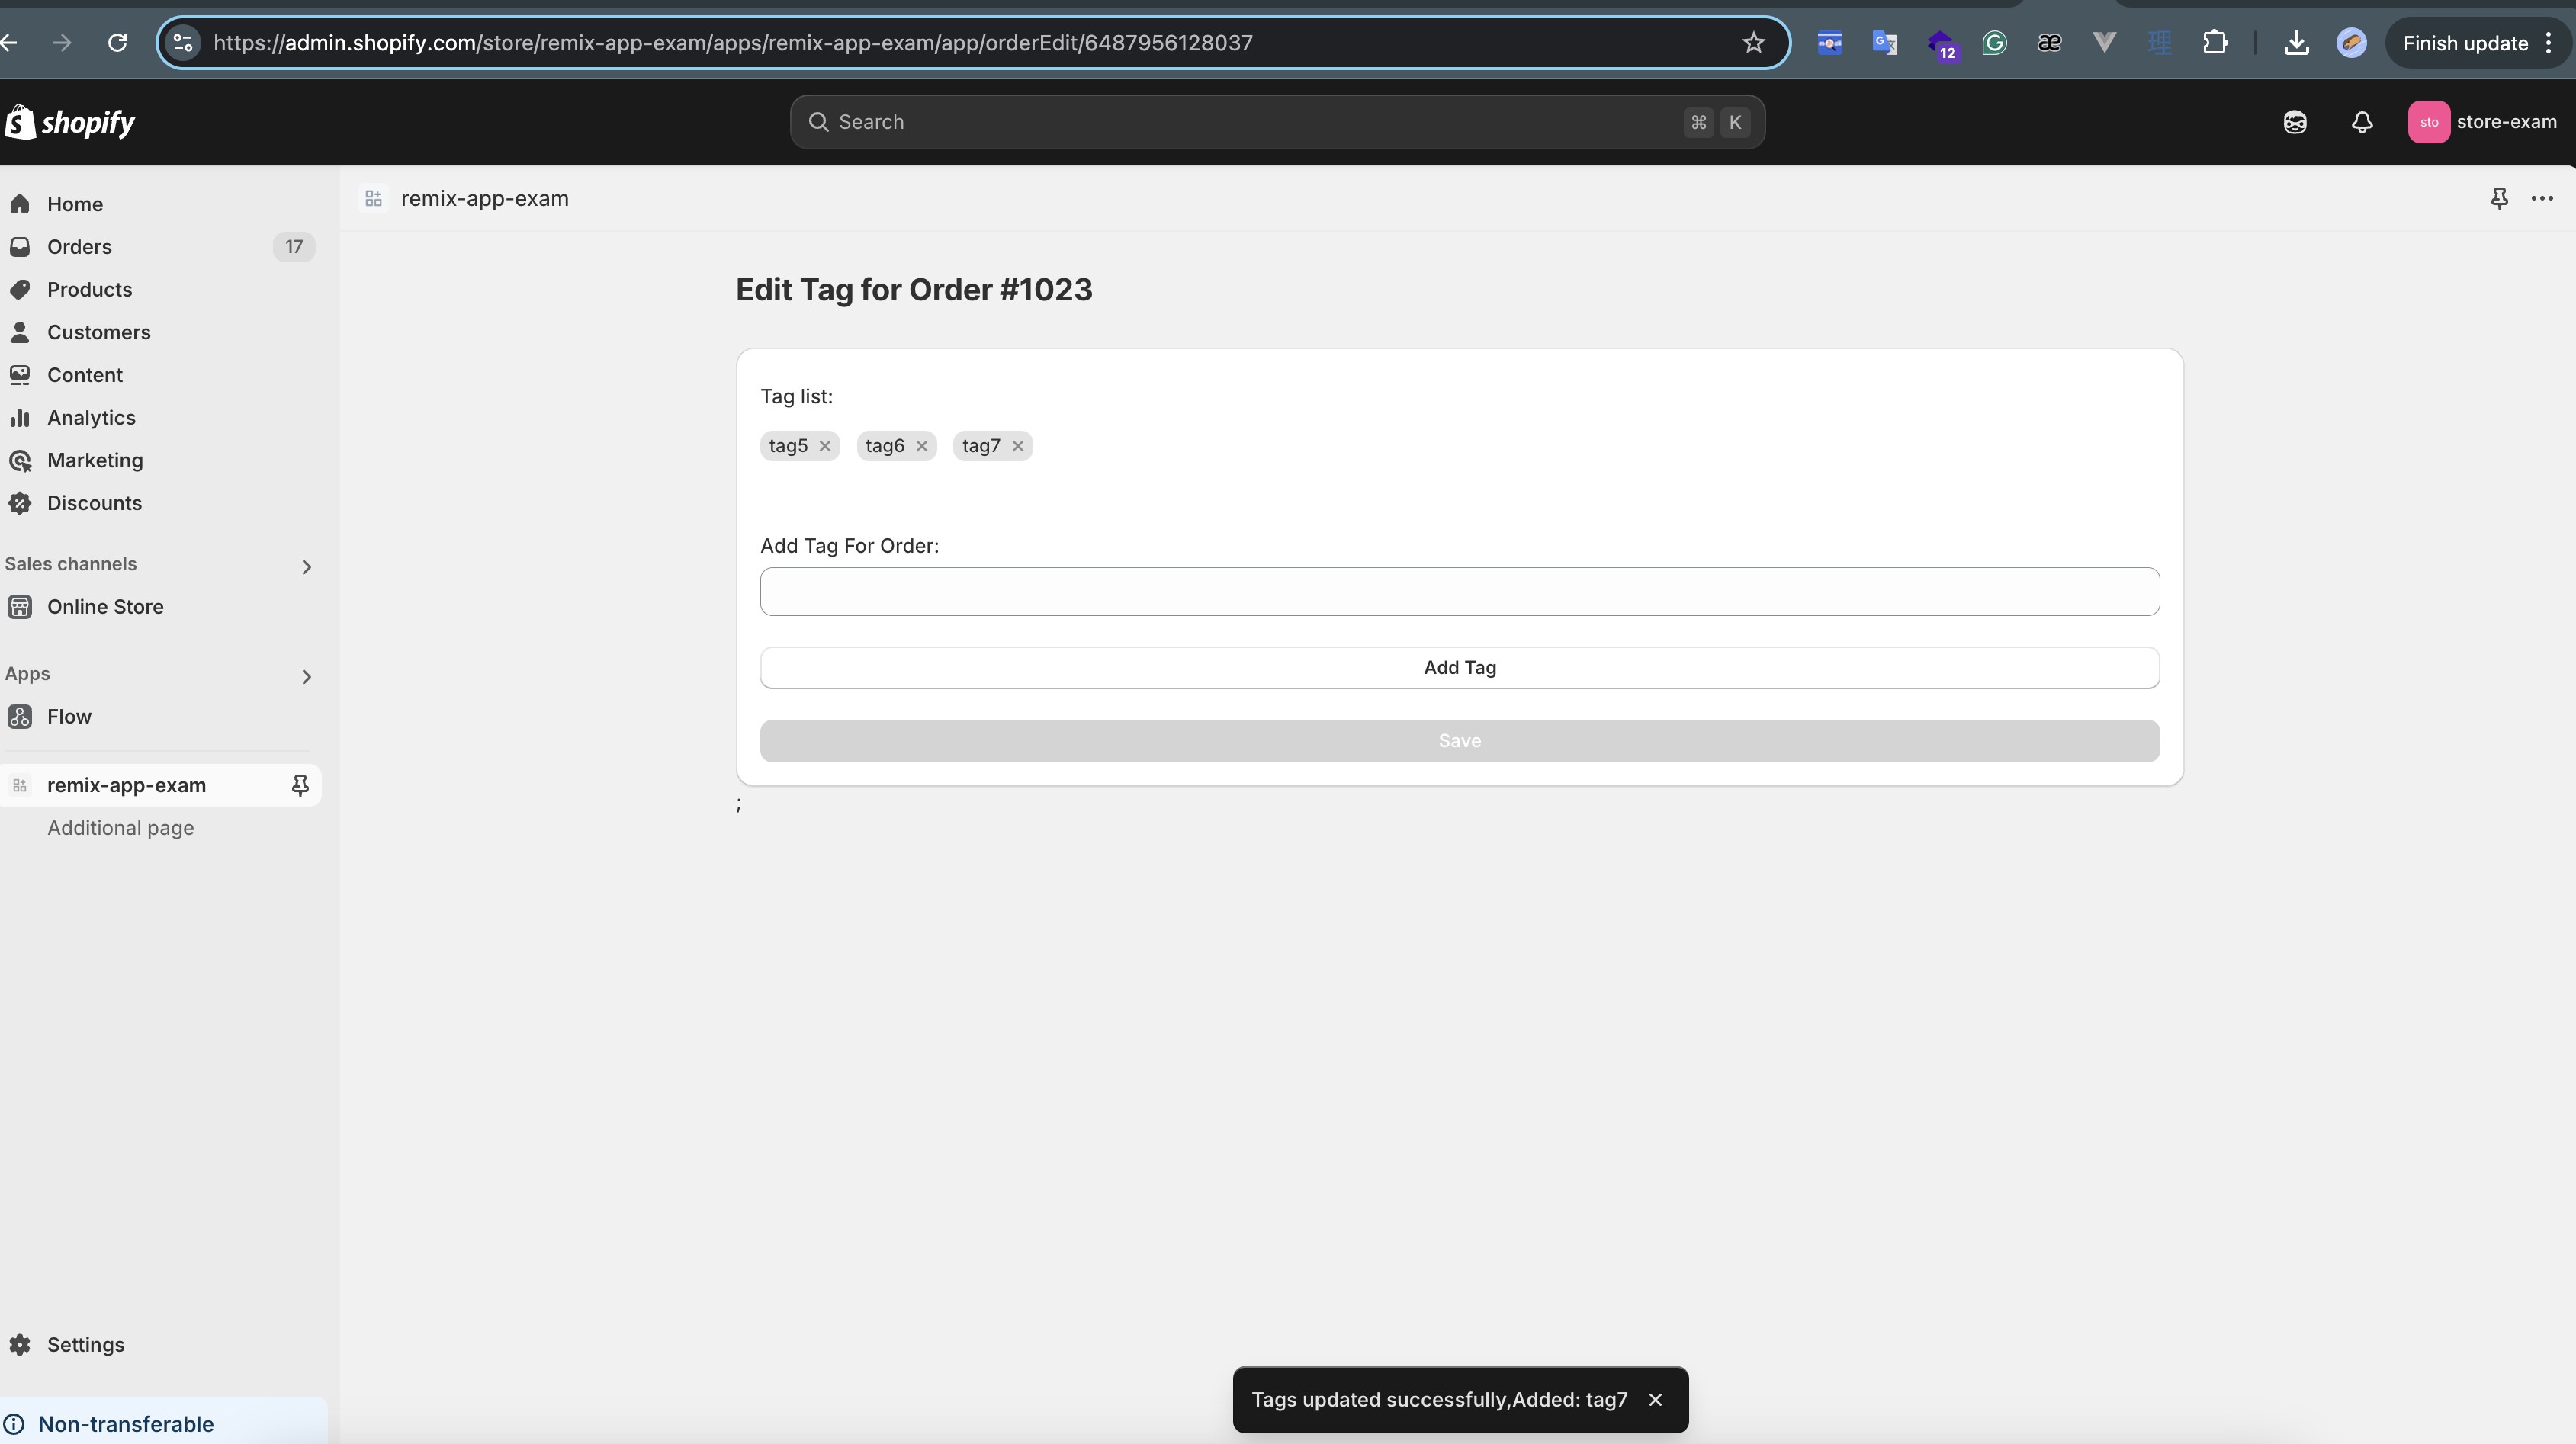 https://admin.shopify.com/store/remix-app-exam/apps/remix-app-exam/app/orderEdit/6487956128037
12
Finish update
shopify
Search
⌘ K
sto
store-exam
Home
Orders 17
Products
Customers
Content
Analytics
Marketing
Discounts
Sales channels
Online Store
Apps
Flow
remix-app-exam
Additional page
Settings
Non-transferable
remix-app-exam
Edit Tag for Order #1023
Tag list:
tag5 tag6 tag7
Add Tag For Order:
Add Tag
Save
;
Tags updated successfully,Added: tag7